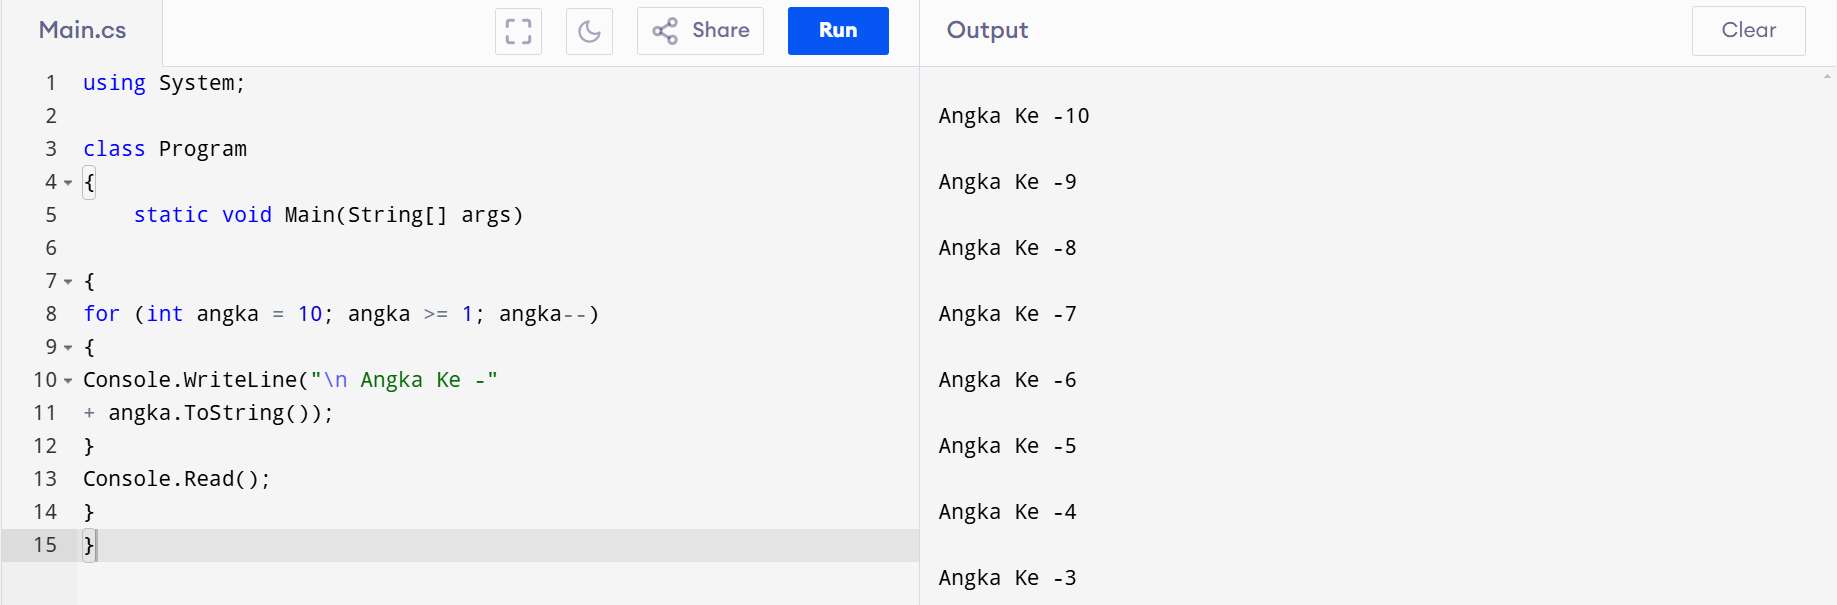 Main.cs
Share
Run
1 using System;
2
3 class Program
4 {
5     static void Main(String[] args)
6
7 {
8 for (int angka = 10; angka >= 1; angka--)
9 {
10 Console.WriteLine("\n Angka Ke -"
11 + angka.ToString());
12 }
13 Console.Read();
14 }
15 }
Output
Clear
Angka Ke -10
Angka Ke -9
Angka Ke -8
Angka Ke -7
Angka Ke -6
Angka Ke -5
Angka Ke -4
Angka Ke -3